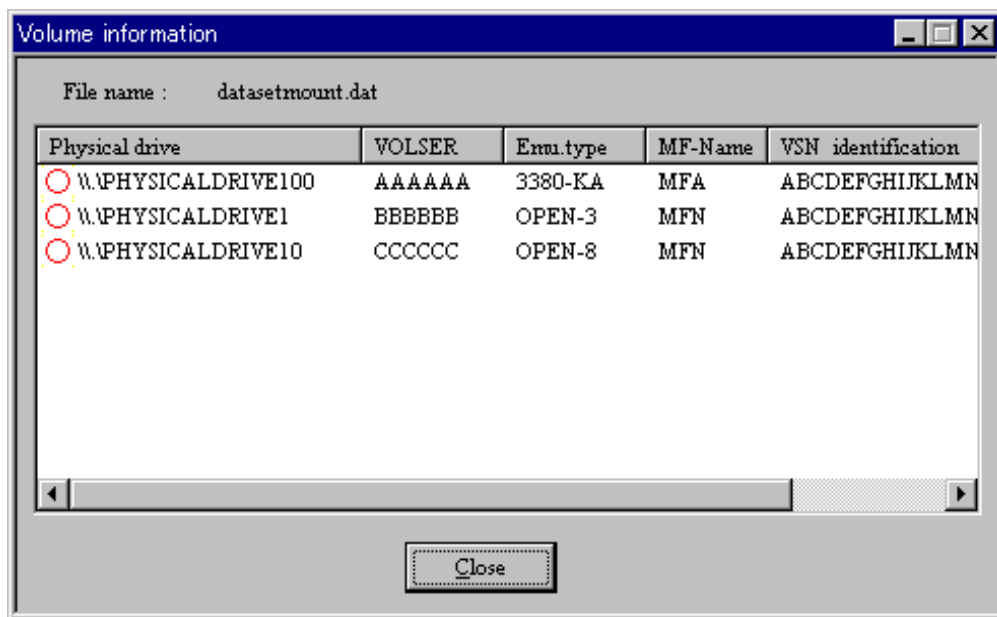 Volume information
File name : datasetmount.dat
Physical drive VOLSER Emu.type MF-Name VSN identification
\\.\PHYSICALDRIVE100 AAAAAA 3380-KA MFA ABCDEFGHIJKLMN
\\.\PHYSICALDRIVE1 BBBBBB OPEN-3 MFN ABCDEFGHIJKLMN
\\.\PHYSICALDRIVE10 CCCCCC OPEN-8 MFN ABCDEFGHIJKLMN
Close